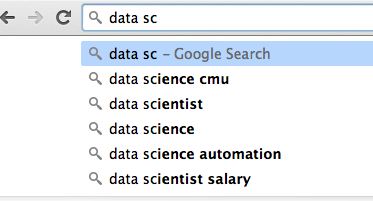 data sc
data sc – Google Search
data science cmu
data scientist
data science
data science automation
data scientist salary